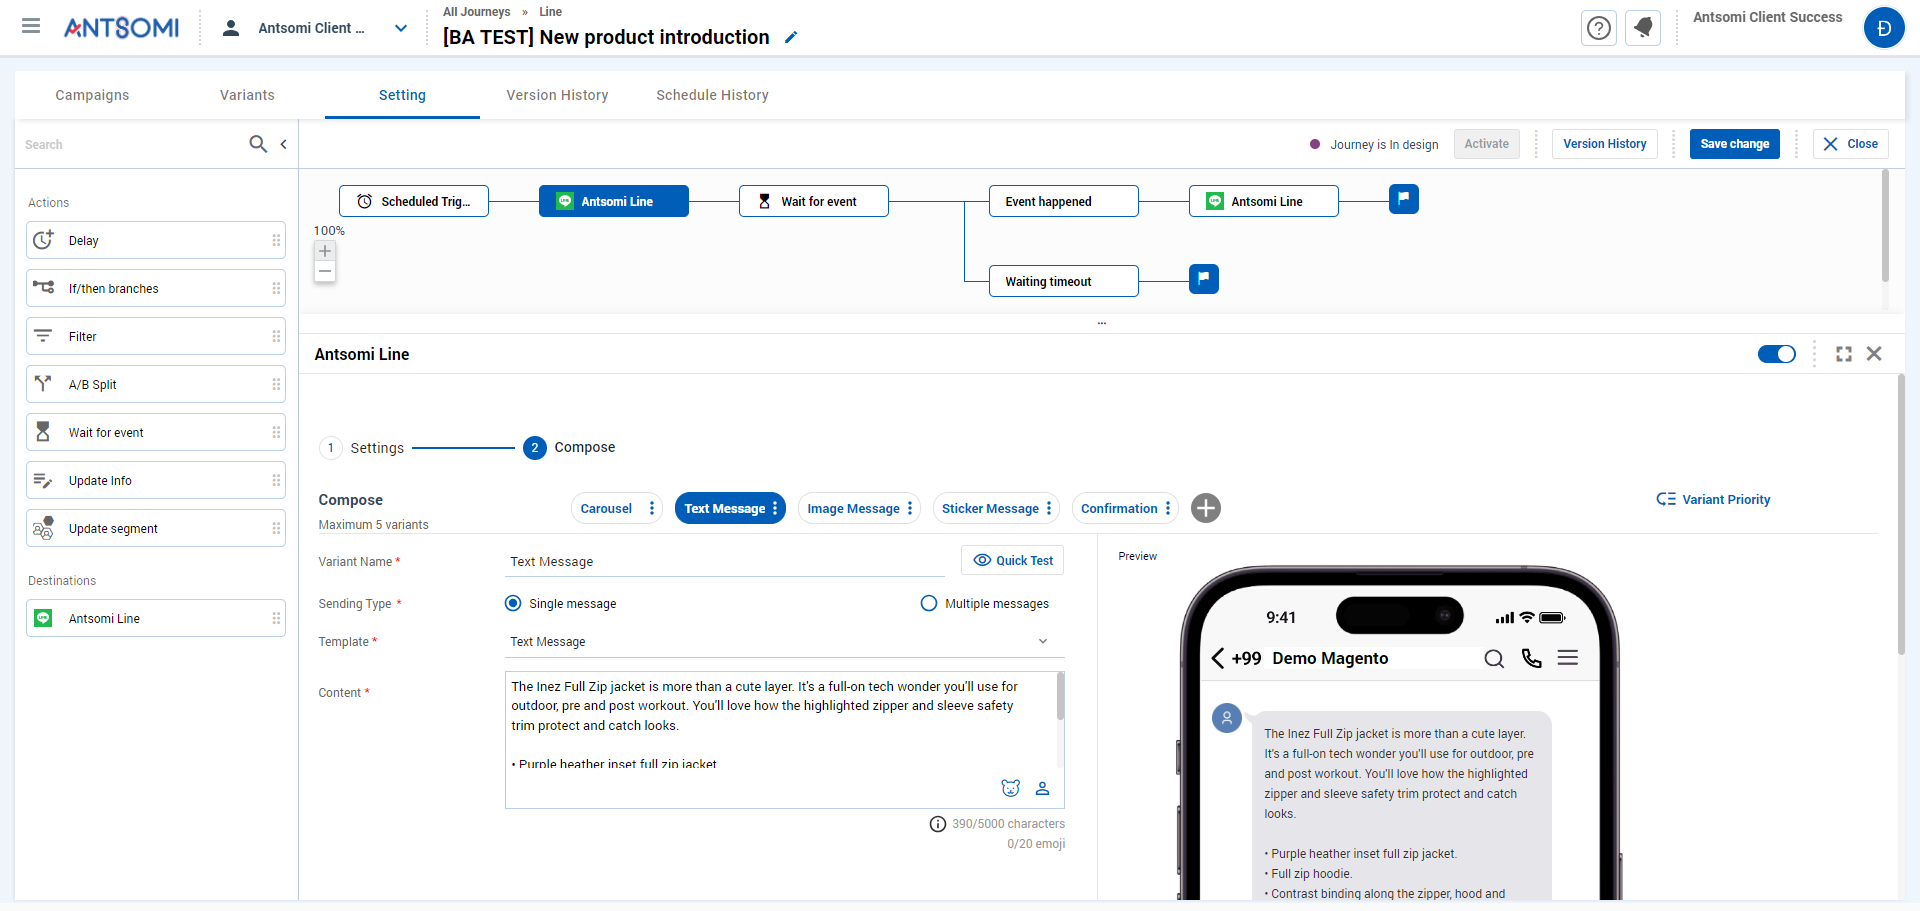 ANTSOMI
Antsomi Client ...
All Journeys » Line
[BA TEST] New product introduction
Antsomi Client Success
Đ
Campaigns
Variants
Setting
Version History
Schedule History
Search
Journey is In design
Activate
Version History
Save change
Close
Actions
Delay
If/then branches
Filter
A/B Split
Wait for event
Update Info
Update segment
Destinations
Antsomi Line
Scheduled Trig...
Antsomi Line
Wait for event
Event happened
Antsomi Line
Waiting timeout
100%
Antsomi Line
1 Settings
2 Compose
Compose
Maximum 5 variants
Carousel
Text Message
Image Message
Sticker Message
Confirmation
Variant Priority
Variant Name *
Text Message
Quick Test
Sending Type *
Single message
Multiple messages
Template *
Text Message
Content *
The Inez Full Zip jacket is more than a cute layer. It's a full-on tech wonder you'll use for
outdoor, pre and post workout. You'll love how the highlighted zipper and sleeve safety
trim protect and catch looks.
• Purple heather inset full zip jacket
390/5000 characters
0/20 emoji
Preview
9:41
+99 Demo Magento
The Inez Full Zip jacket is more than a cute layer.
It's a full-on tech wonder you'll use for outdoor, pre
and post workout. You'll love how the highlighted
zipper and sleeve safety trim protect and catch
looks.
• Purple heather inset full zip jacket.
• Full zip hoodie.
• Contrast binding along the zipper, hood and